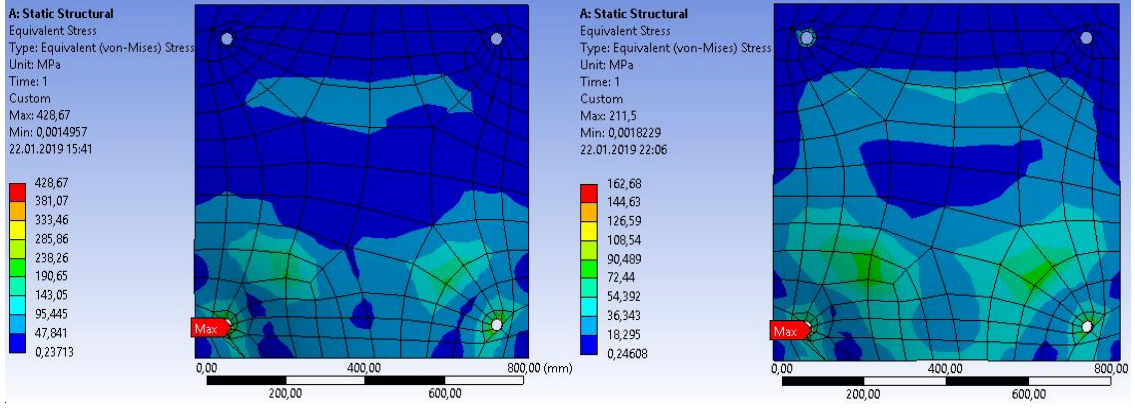 A: Static Structural
Equivalent Stress
Type: Equivalent (von-Mises) Stress
Unit: MPa
Time: 1
Custom
Max: 428,67
Min: 0,0014957
22.01.2019 15:41
428,67
381,07
333,46
285,86
238,26
190,65
143,05
95,445
47,841
0,23713
Max
0,00 400,00 800,00 (mm)
200,00 600,00
A: Static Structural
Equivalent Stress
Type: Equivalent (von-Mises) Stress
Unit: MPa
Time: 1
Custom
Max: 211,5
Min: 0,0018229
22.01.2019 22:06
162,68
144,63
126,59
108,54
90,489
72,44
54,392
36,343
18,295
0,24608
Max
0,00 400,00 800,00
200,00 600,00